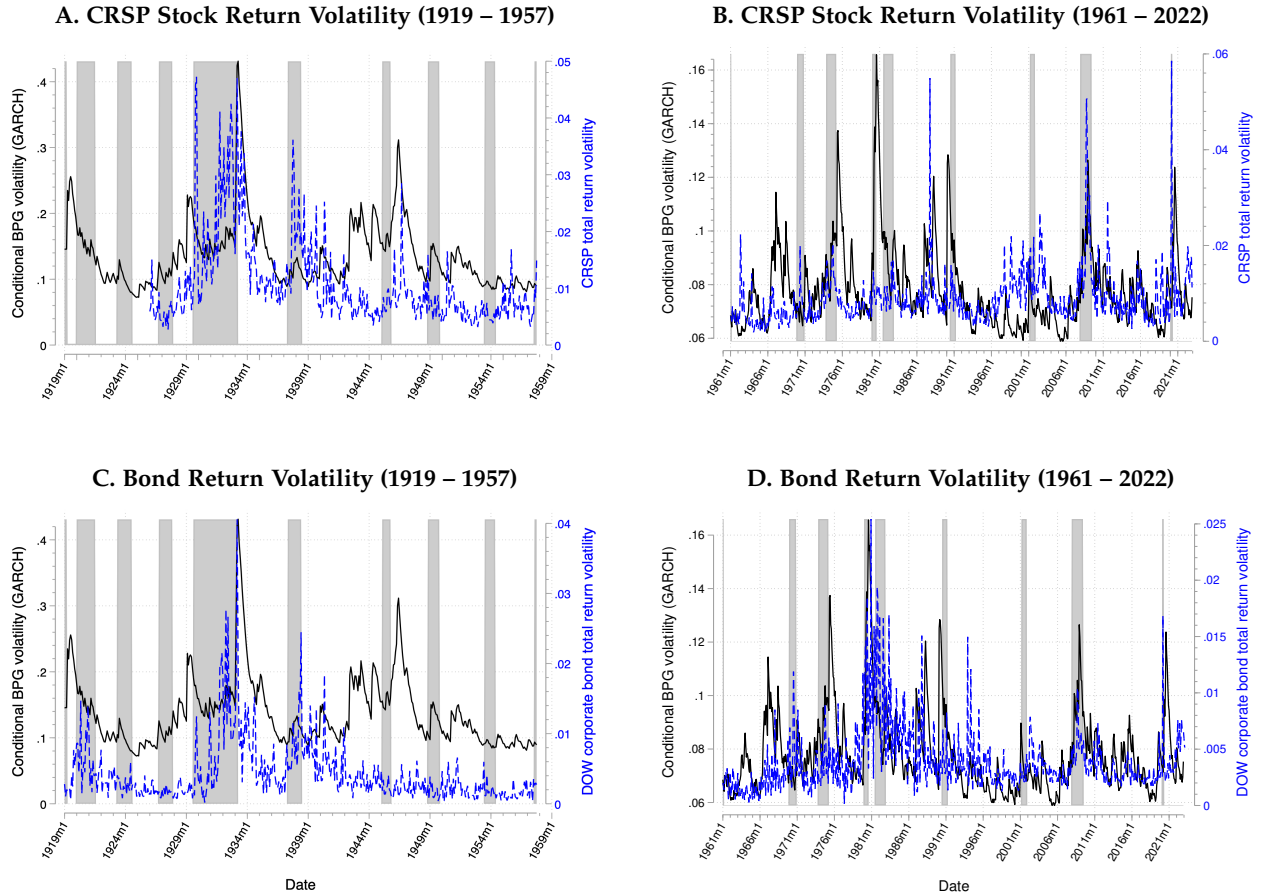 A. CRSP Stock Return Volatility (1919 – 1957)
Conditional BPG volatility (GARCH)
.4
.3
.2
.1
0
.05
.04
.03
.02
.01
0
CRSP total return volatility
1919m1
1924m1
1929m1
1934m1
1939m1
1944m1
1949m1
1954m1
1959m1
B. CRSP Stock Return Volatility (1961 – 2022)
Conditional BPG volatility (GARCH)
.16
.14
.12
.1
.08
.06
.06
.04
.02
0
CRSP total return volatility
1961m1
1966m1
1971m1
1976m1
1981m1
1986m1
1991m1
1996m1
2001m1
2006m1
2011m1
2016m1
2021m1
C. Bond Return Volatility (1919 – 1957)
Conditional BPG volatility (GARCH)
.4
.3
.2
.1
0
.04
.03
.02
.01
0
DOW corporate bond total return volatility
1919m1
1924m1
1929m1
1934m1
1939m1
1944m1
1949m1
1954m1
1959m1
Date
D. Bond Return Volatility (1961 – 2022)
Conditional BPG volatility (GARCH)
.16
.14
.12
.1
.08
.06
.025
.02
.015
.01
.005
0
DOW corporate bond total return volatility
1961m1
1966m1
1971m1
1976m1
1981m1
1986m1
1991m1
1996m1
2001m1
2006m1
2011m1
2016m1
2021m1
Date